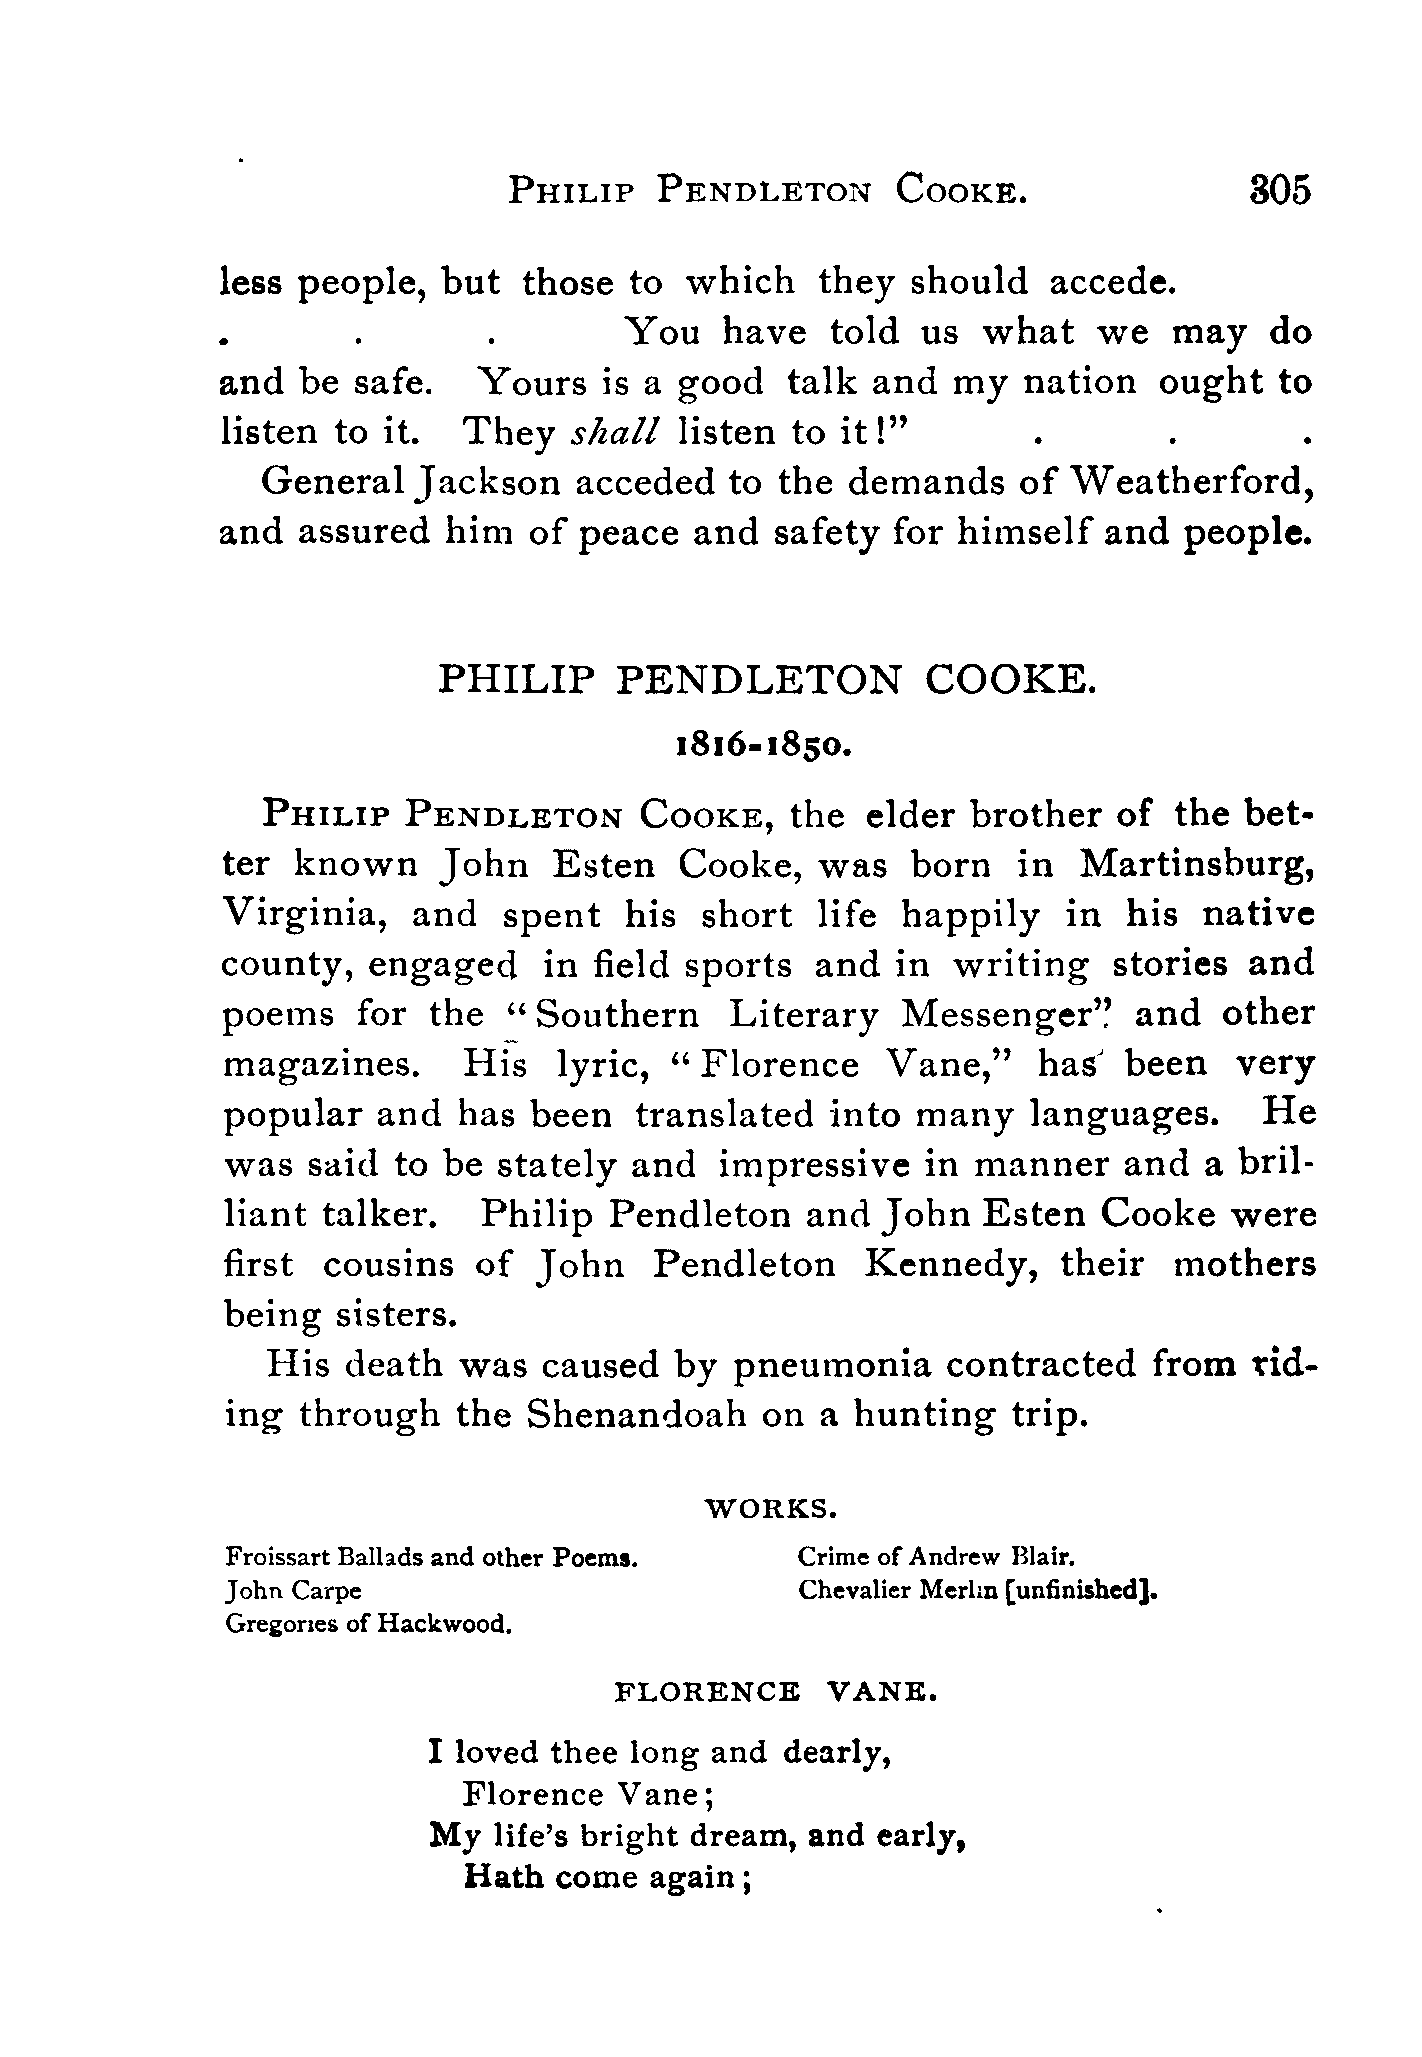 PHILIP PENDLETON COOKE. 305
less people, but those to which they should accede.
. . . You have told us what we may do
and be safe. Yours is a good talk and my nation ought to
listen to it. They shall listen to it!" . . .
General Jackson acceded to the demands of Weatherford,
and assured him of peace and safety for himself and people.
PHILIP PENDLETON COOKE.
1816-1850.
PHILIP PENDLETON COOKE, the elder brother of the bet-
ter known John Esten Cooke, was born in Martinsburg,
Virginia, and spent his short life happily in his native
county, engaged in field sports and in writing stories and
poems for the "Southern Literary Messenger" and other
magazines. His lyric, "Florence Vane," has been very
popular and has been translated into many languages. He
was said to be stately and impressive in manner and a bril-
liant talker. Philip Pendleton and John Esten Cooke were
first cousins of John Pendleton Kennedy, their mothers
being sisters.
His death was caused by pneumonia contracted from rid-
ing through the Shenandoah on a hunting trip.
WORKS.
Froissart Ballads and other Poems. Crime of Andrew Blair.
John Carpe Chevalier Merlin [unfinished].
Gregories of Hackwood.
FLORENCE VANE.
I loved thee long and dearly,
Florence Vane;
My life's bright dream, and early,
Hath come again;